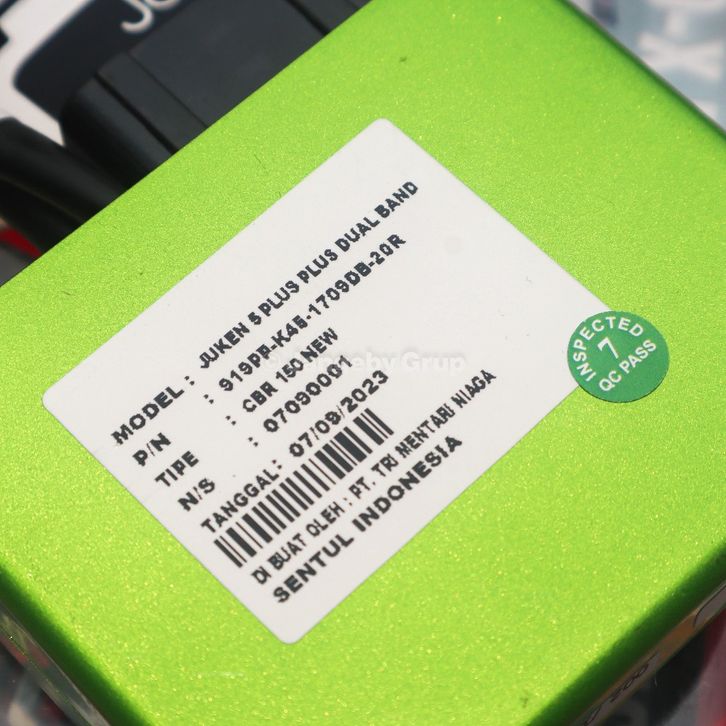 MODEL : JUKEN 5 PLUS PLUS DUAL BAND
P/N : 919PP-K45-1709DB-20R
TIPE : CBR 150 NEW
N/S : 07090001
TANGGAL : 07/09/2023
DI BUAT OLEH : PT. TRI MENTARI NIAGA
SENTUL INDONESIA
INSPECTED
7
QC PASS